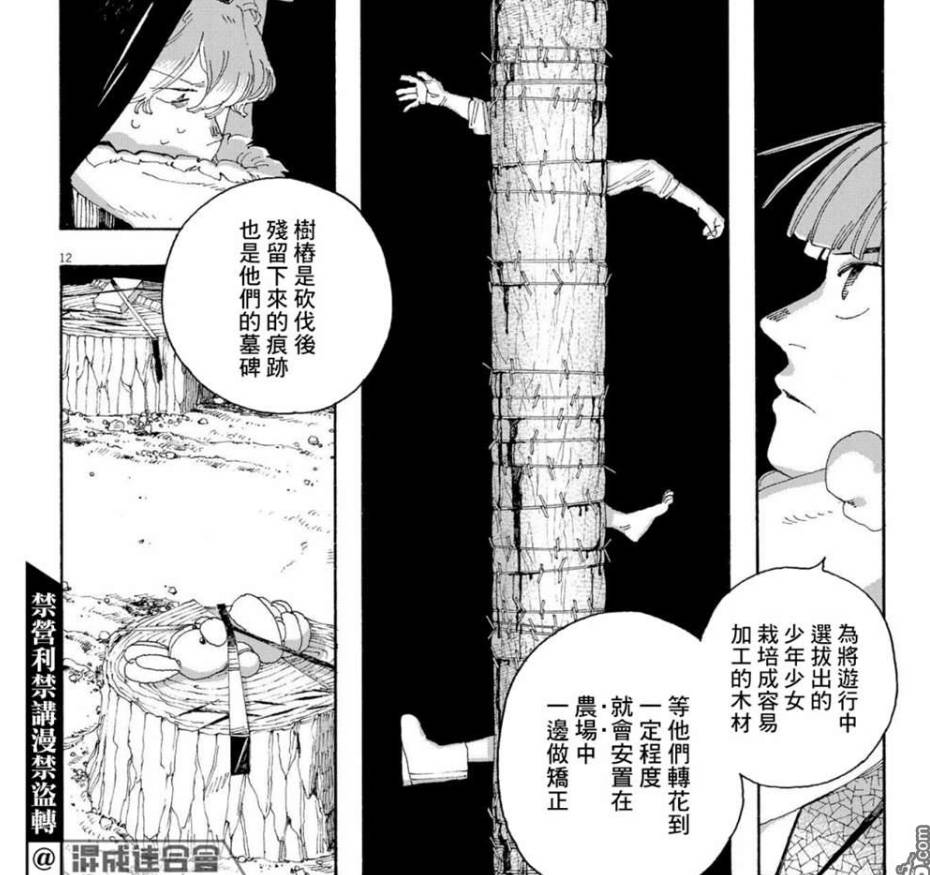 為將遊行中
選拔出的
少年少女
栽培成容易
加工的木材
等他們轉花到
一定程度
就會安置在
農場中
一邊做矯正
樹樁是砍伐後
殘留下來的痕跡
也是他們的墓碑
12
禁營利禁講漫禁盜轉
@